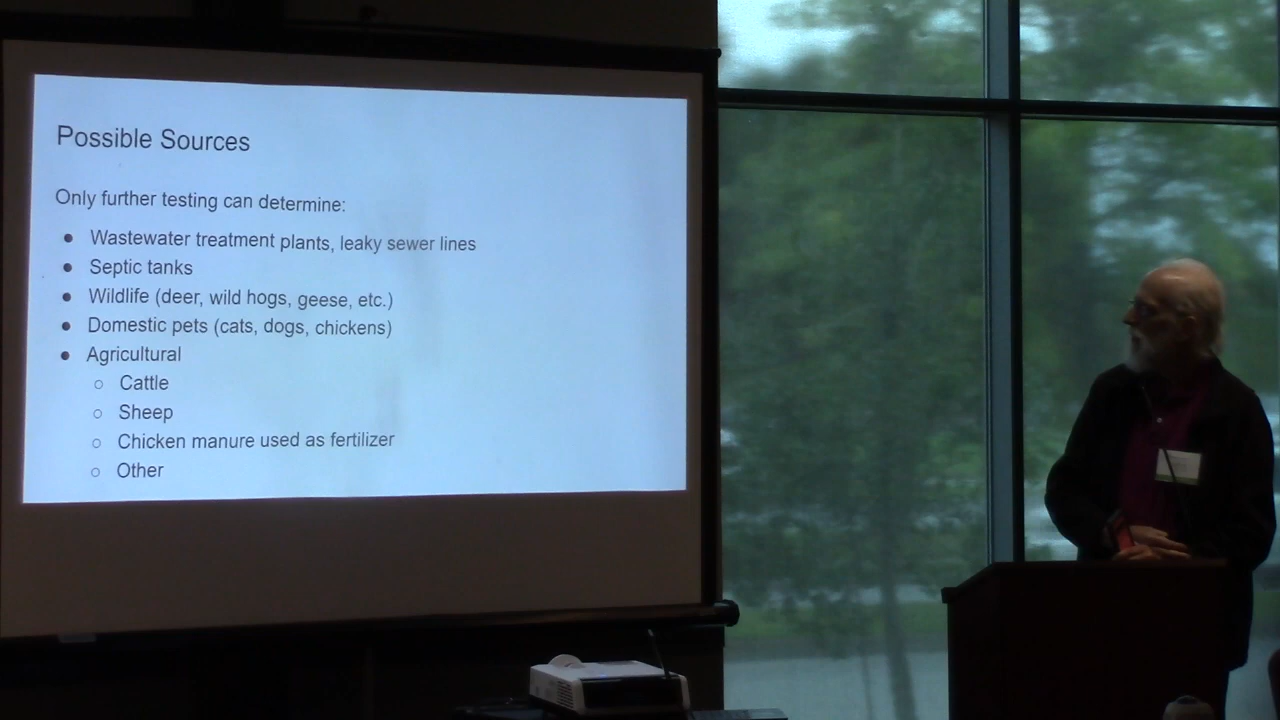 Possible Sources
Only further testing can determine:
● Wastewater treatment plants, leaky sewer lines
● Septic tanks
● Wildlife (deer, wild hogs, geese, etc.)
● Domestic pets (cats, dogs, chickens)
● Agricultural
○ Cattle
○ Sheep
○ Chicken manure used as fertilizer
○ Other